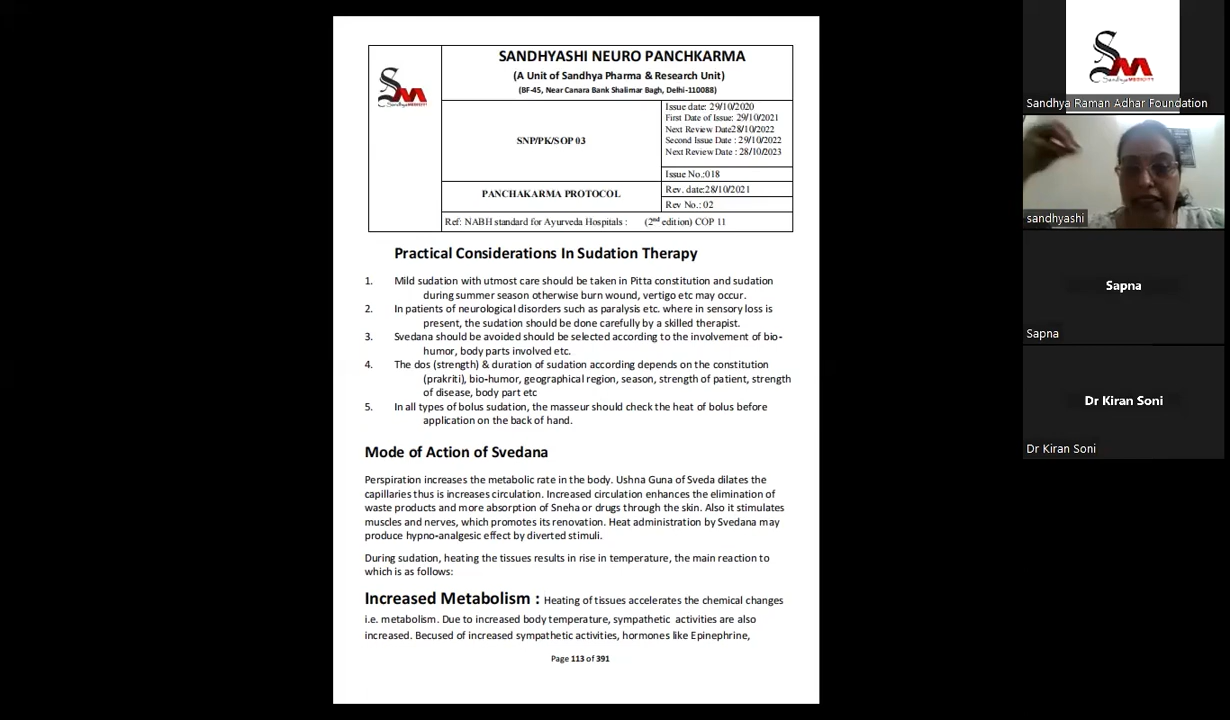 SANDHYASHI NEURO PANCHKARMA
(A Unit of Sandhya Pharma & Research Unit)
(BF-45, Near Canara Bank Shalimar Bagh, Delhi-110088)
SNP/PK/SOP 03
Issue date: 29/10/2020
First Date of Issue: 29/10/2021
Next Review Date28/10/2022
Second Issue Date : 29/10/2022
Next Review Date : 28/10/2023
Issue No.:018
PANCHAKARMA PROTOCOL
Rev. date:28/10/2021
Rev No.: 02
Ref: NABH standard for Ayurveda Hospitals : (2nd edition) COP 11
Practical Considerations In Sudation Therapy
1. Mild sudation with utmost care should be taken in Pitta constitution and sudation
during summer season otherwise burn wound, vertigo etc may occur.
2. In patients of neurological disorders such as paralysis etc. where in sensory loss is
present, the sudation should be done carefully by a skilled therapist.
3. Svedana should be avoided should be selected according to the involvement of bio-
humor, body parts involved etc.
4. The dos (strength) & duration of sudation according depends on the constitution
(prakriti), bio-humor, geographical region, season, strength of patient, strength
of disease, body part etc
5. In all types of bolus sudation, the masseur should check the heat of bolus before
application on the back of hand.
Mode of Action of Svedana
Perspiration increases the metabolic rate in the body. Ushna Guna of Sveda dilates the
capillaries thus is increases circulation. Increased circulation enhances the elimination of
waste products and more absorption of Sneha or drugs through the skin. Also it stimulates
muscles and nerves, which promotes its renovation. Heat administration by Svedana may
produce hypno-analgesic effect by diverted stimuli.
During sudation, heating the tissues results in rise in temperature, the main reaction to
which is as follows:
Increased Metabolism : Heating of tissues accelerates the chemical changes
i.e. metabolism. Due to increased body temperature, sympathetic activities are also
increased. Becused of increased sympathetic activities, hormones like Epinephrine,
Page 113 of 391
Sandhya Raman Adhar Foundation
sandhyashi
Sapna
Sapna
Dr Kiran Soni
Dr Kiran Soni